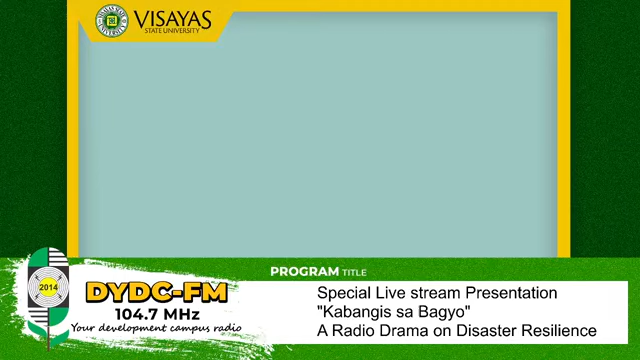 VISAYAS
STATE UNIVERSITY
PROGRAM TITLE
2014
DYDC-FM
104.7 MHz
Your development campus radio
Special Live stream Presentation
"Kabangis sa Bagyo"
A Radio Drama on Disaster Resilience